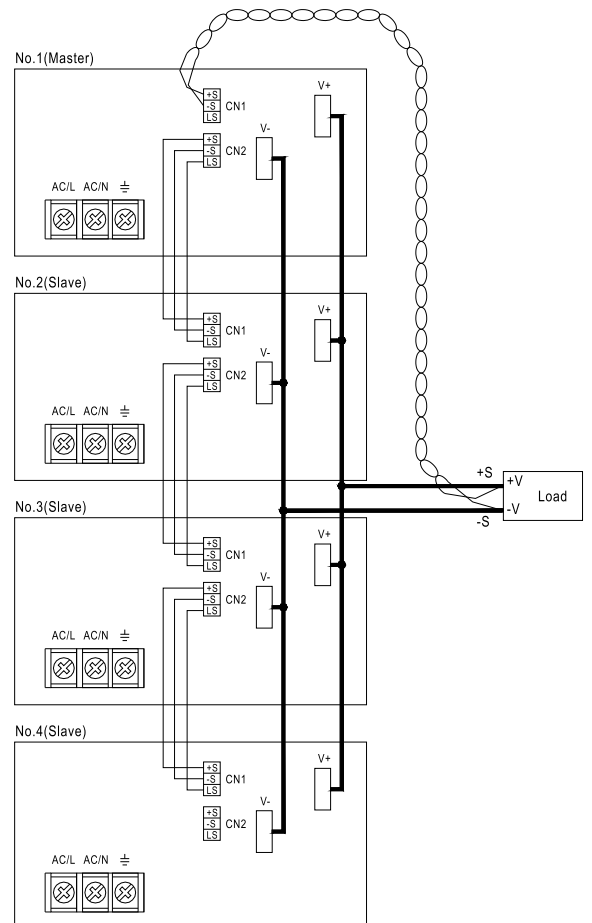 No.1(Master)
V+
+S
-S CN1
LS
V-
+S
-S CN2
LS
AC/L AC/N ⏚
No.2(Slave)
V+
+S
-S CN1
LS
V-
+S
-S CN2
LS
AC/L AC/N ⏚
+S
+V
Load
-V
-S
No.3(Slave)
V+
+S
-S CN1
LS
V-
+S
-S CN2
LS
AC/L AC/N ⏚
No.4(Slave)
V+
+S
-S CN1
LS
V-
+S
-S CN2
LS
AC/L AC/N ⏚